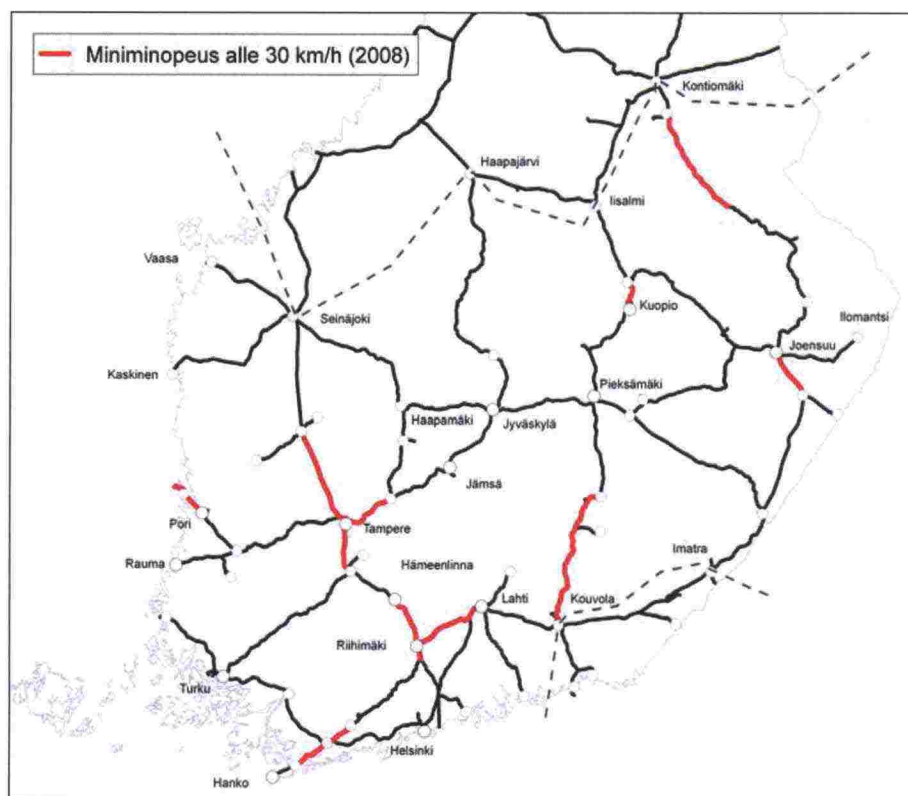 Miniminopeus alle 30 km/h (2008)
Kontiomäki
Haapajärvi
Iisalmi
Vaasa
Kuopio
Ilomantsi
Seinäjoki
Joensuu
Kaskinen
Pieksämäki
Haapamäki
Jyväskylä
Jämsä
Pori
Tampere
Imatra
Rauma
Hämeenlinna
Lahti
Kouvola
Riihimäki
Turku
Helsinki
Hanko